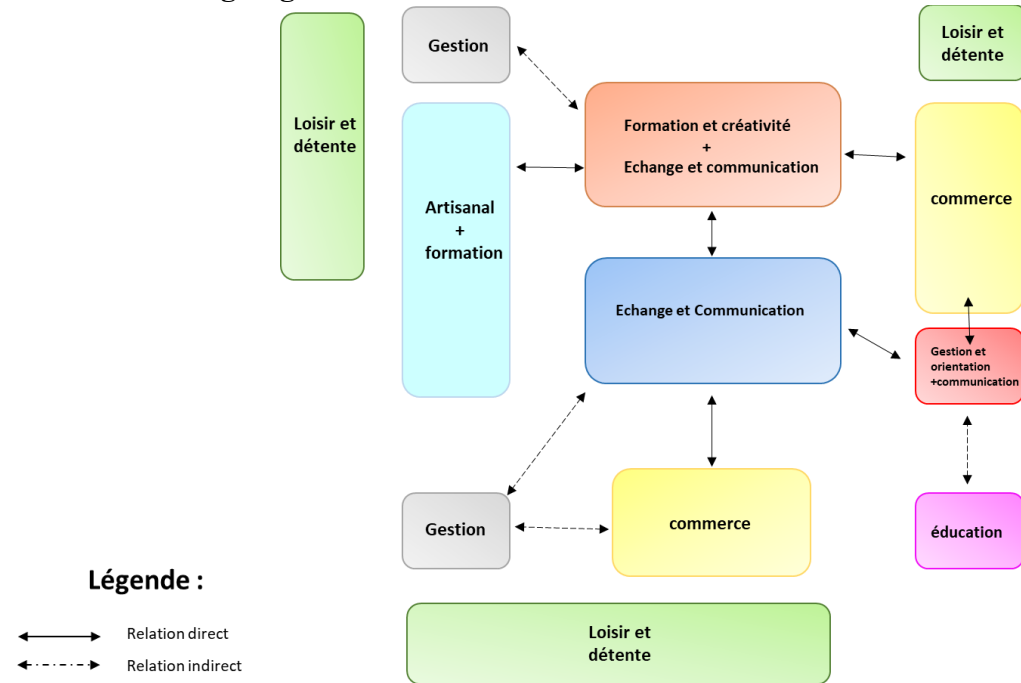 Gestion
Loisir et
détente
Loisir et
détente
Formation et créativité
+
Echange et communication
Artisanal
+
formation
commerce
Echange et Communication
Gestion et
orientation
+communication
Gestion
commerce
éducation
Légende :
Relation direct
Relation indirect
Loisir et
détente